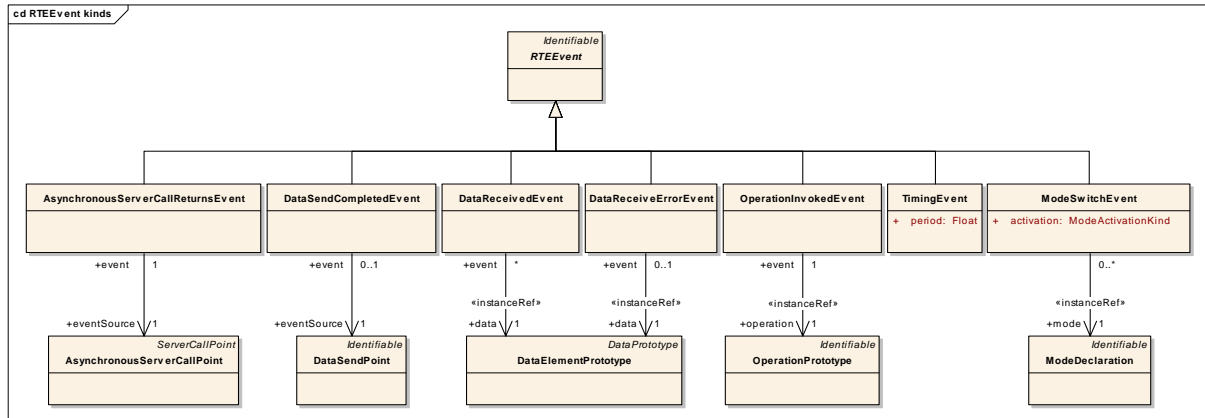 cd RTEEvent kinds
Identifiable
RTEEvent
AsynchronousServerCallReturnsEvent
DataSendCompletedEvent
DataReceivedEvent
DataReceiveErrorEvent
OperationInvokedEvent
TimingEvent
+ period: Float
ModeSwitchEvent
+ activation: ModeActivationKind
+event 1
+event 0..1
+event *
+event 0..1
+event 1
0..*
«instanceRef»
«instanceRef»
«instanceRef»
«instanceRef»
+eventSource 1
+eventSource 1
+data 1
+data 1
+operation 1
+mode 1
ServerCallPoint
AsynchronousServerCallPoint
Identifiable
DataSendPoint
DataPrototype
DataElementPrototype
Identifiable
OperationPrototype
Identifiable
ModeDeclaration